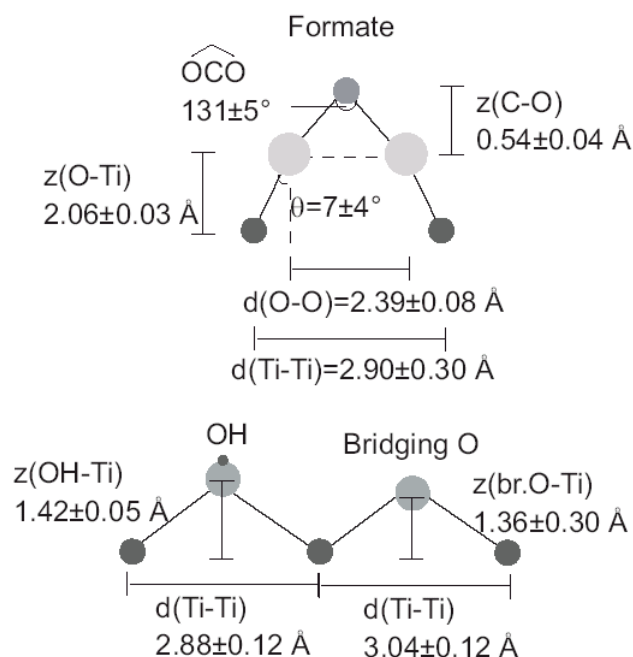 Formate
OCO
131±5°
z(C-O)
0.54±0.04 Å
z(O-Ti)
2.06±0.03 Å
θ=7±4°
d(O-O)=2.39±0.08 Å
d(Ti-Ti)=2.90±0.30 Å
OH
Bridging O
z(OH-Ti)
1.42±0.05 Å
z(br.O-Ti)
1.36±0.30 Å
d(Ti-Ti)
2.88±0.12 Å
d(Ti-Ti)
3.04±0.12 Å